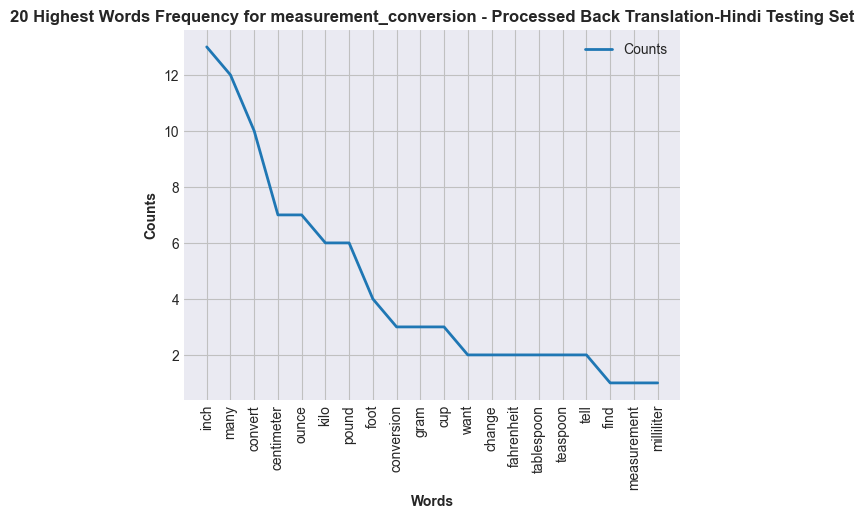 20 Highest Words Frequency for measurement_conversion - Processed Back Translation-Hindi Testing Set
Counts
12
10
8
6
4
2
Counts
inch
many
convert
centimeter
ounce
kilo
pound
foot
conversion
gram
cup
want
change
fahrenheit
tablespoon
teaspoon
tell
find
measurement
milliliter
Words